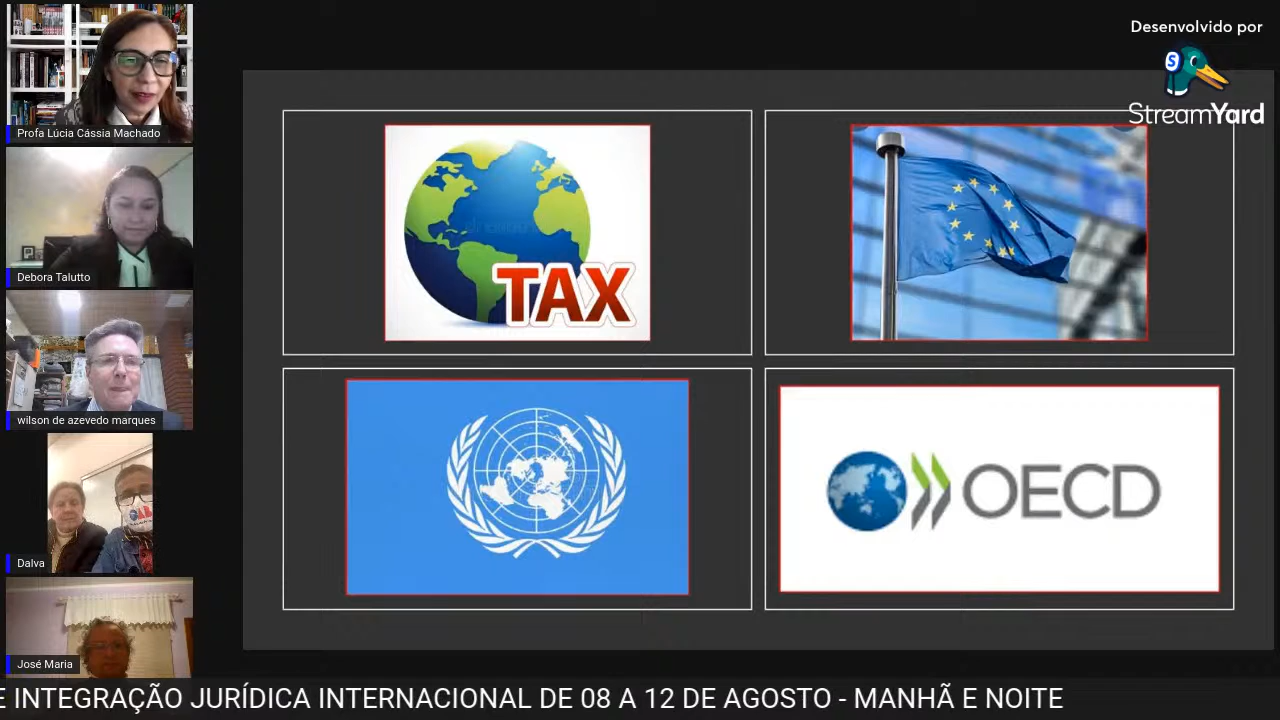 Desenvolvido por
StreamYard
Profa Lúcia Cássia Machado
Debora Talutto
wilson de azevedo marques
Dalva
José Maria
TAX
OECD
E INTEGRAÇÃO JURÍDICA INTERNACIONAL DE 08 A 12 DE AGOSTO - MANHÃ E NOITE